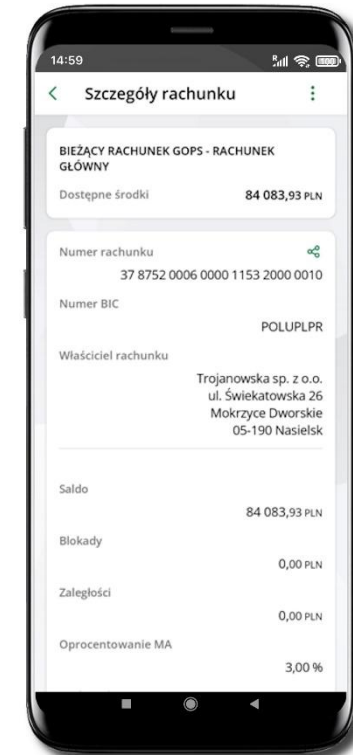 14:59
R
Szczegóły rachunku
BIEŻĄCY RACHUNEK GOPS - RACHUNEK
GŁÓWNY
Dostępne środki 84 083,93 PLN
Numer rachunku
37 8752 0006 0000 1153 2000 0010
Numer BIC
POLUPLPR
Właściciel rachunku
Trojanowska sp. z o.o.
ul. Świekatowska 26
Mokrzyce Dworskie
05-190 Nasielsk
Saldo
84 083,93 PLN
Blokady
0,00 PLN
Zaległości
0,00 PLN
Oprocentowanie MA
3,00 %